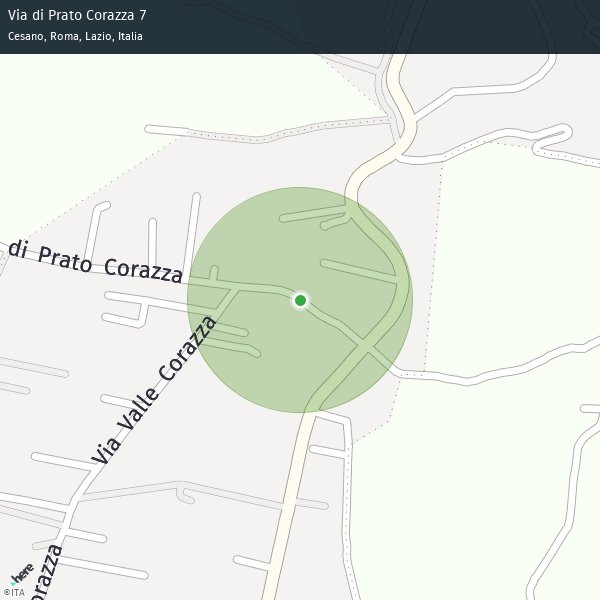 Via di Prato Corazza 7
Cesano, Roma, Lazio, Italia
di Prato Corazza
Via Valle Corazza
orazza
here
©ITA